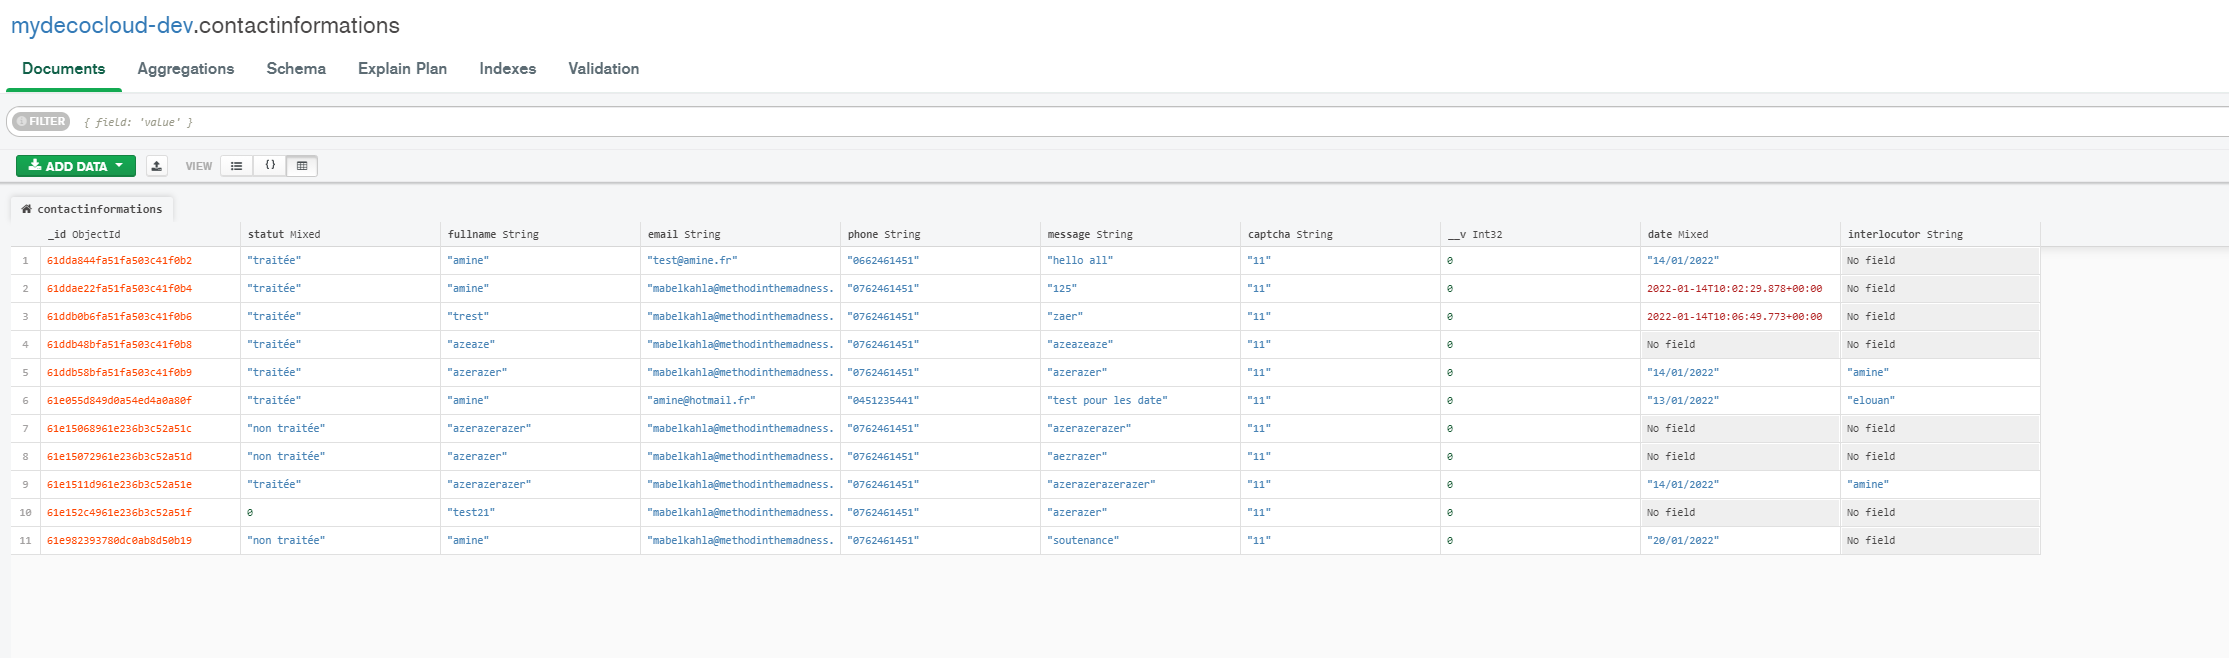 mydecocloud-dev.contactinformations
Documents Aggregations Schema Explain Plan Indexes Validation
FILTER { field: 'value' }
ADD DATA VIEW {}
contactinformations
_id ObjectId statut Mixed fullname String email String phone String message String captcha String __v Int32 date Mixed interlocutor String
1 61dda844fa51fa503c41f0b2 "traitée" "amine" "test@amine.fr" "0662461451" "hello all" "11" 0 "14/01/2022" No field
2 61ddae22fa51fa503c41f0b4 "traitée" "amine" "mabelkahla@methodinthemadness. "0762461451" "125" "11" 0 2022-01-14T10:02:29.878+00:00 No field
3 61ddb0b6fa51fa503c41f0b6 "traitée" "trest" "mabelkahla@methodinthemadness. "0762461451" "zaer" "11" 0 2022-01-14T10:06:49.773+00:00 No field
4 61ddb48bfa51fa503c41f0b8 "traitée" "azeaze" "mabelkahla@methodinthemadness. "0762461451" "azeazeaze" "11" 0 No field No field
5 61ddb58bfa51fa503c41f0b9 "traitée" "azerazer" "mabelkahla@methodinthemadness. "0762461451" "azerazer" "11" 0 "14/01/2022" "amine"
6 61e055d849d0a54ed4a0a80f "traitée" "amine" "amine@hotmail.fr" "0451235441" "test pour les date" "11" 0 "13/01/2022" "elouan"
7 61e15068961e236b3c52a51c "non traitée" "azerazerazer" "mabelkahla@methodinthemadness. "0762461451" "azerazerazer" "11" 0 No field No field
8 61e15072961e236b3c52a51d "non traitée" "azerazer" "mabelkahla@methodinthemadness. "0762461451" "aezrazer" "11" 0 No field No field
9 61e1511d961e236b3c52a51e "traitée" "azerazerazer" "mabelkahla@methodinthemadness. "0762461451" "azerazerazerazer" "11" 0 "14/01/2022" "amine"
10 61e152c4961e236b3c52a51f 0 "test21" "mabelkahla@methodinthemadness. "0762461451" "azerazer" "11" 0 No field No field
11 61e982393780dc0ab8d50b19 "non traitée" "amine" "mabelkahla@methodinthemadness. "0762461451" "soutenance" "11" 0 "20/01/2022" No field